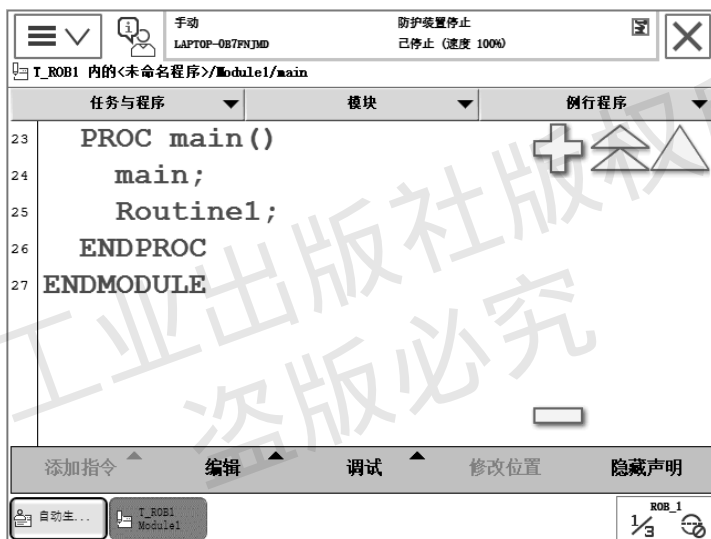 手动
LAPTOP-0B7FNJMD
防护装置停止
己停止 (速度 100%)
T_ROB1 内的<未命名程序>/Module1/main
任务与程序
模块
例行程序
23 PROC main()
24 main;
25 Routine1;
26 ENDPROC
27 ENDMODULE
工业出版社版权
盗版必究
添加指令
编辑
调试
修改位置
隐藏声明
自动生...
T_ROB1
Module1
ROB_1
1/3